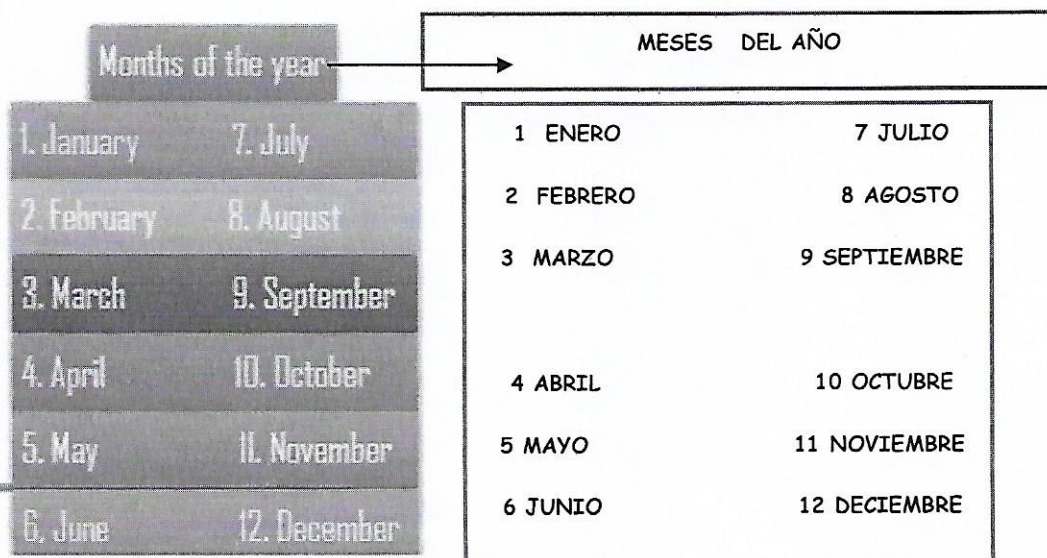 Months of the year
1. January 7. July
2. February 8. August
3. March 9. September
4. April 10. October
5. May 11. November
6. June 12. December
MESES DEL AÑO
1 ENERO 7 JULIO
2 FEBRERO 8 AGOSTO
3 MARZO 9 SEPTIEMBRE
4 ABRIL 10 OCTUBRE
5 MAYO 11 NOVIEMBRE
6 JUNIO 12 DECIEMBRE